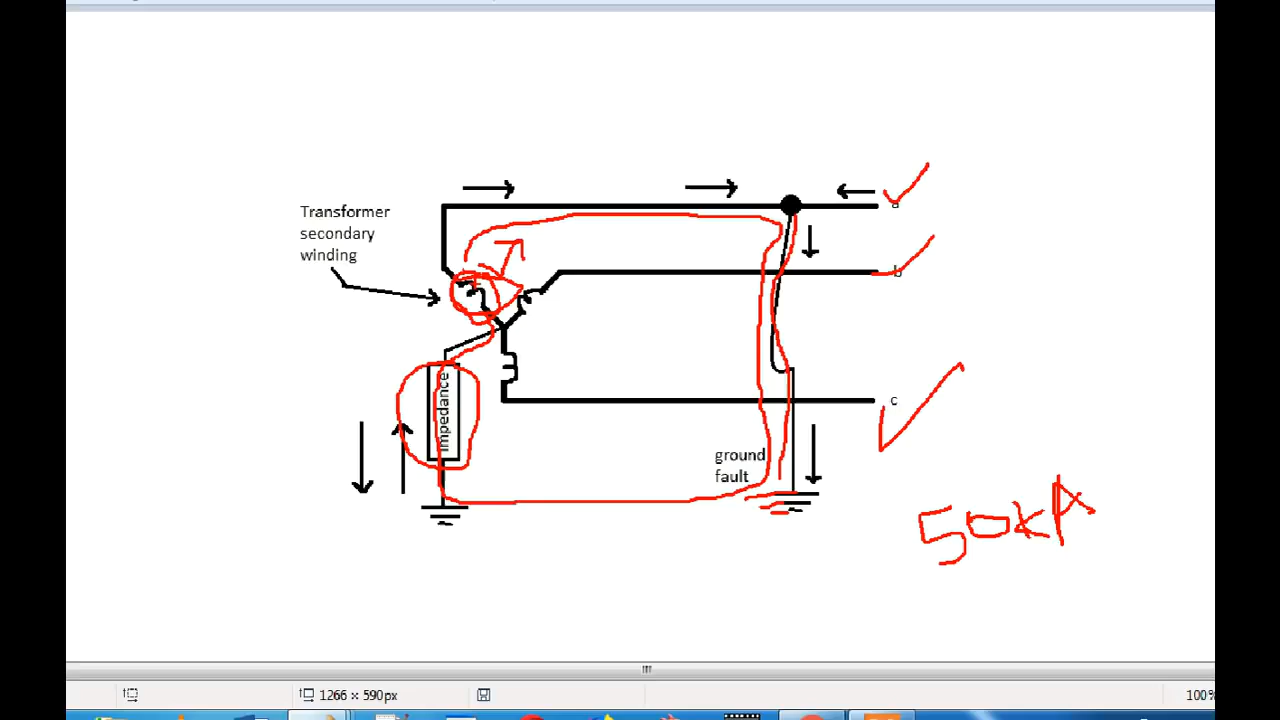 Transformer
secondary
winding
a
b
impedance
c
ground
fault
50kA
1266 × 590px
100%